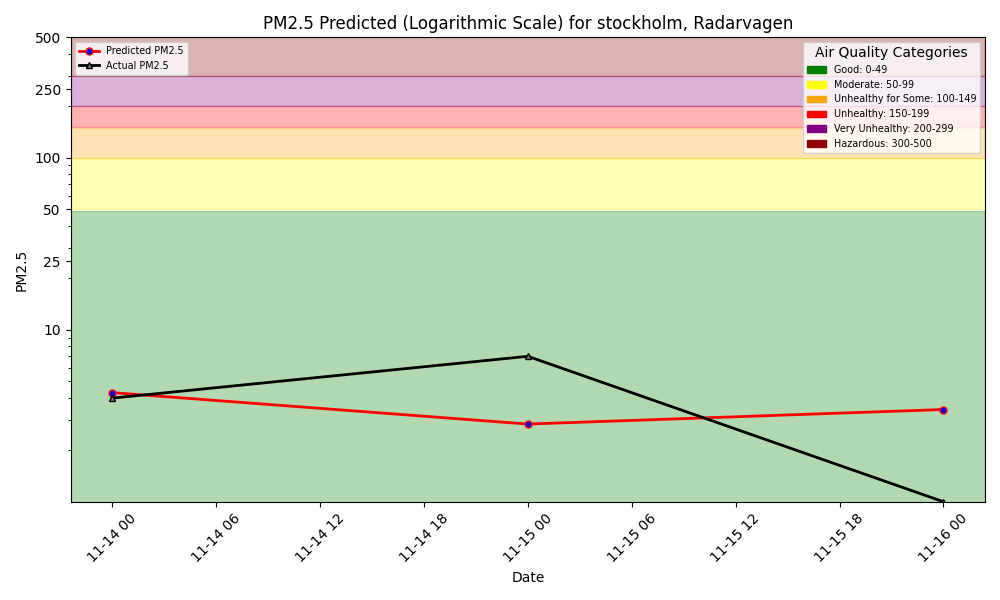 PM2.5 Predicted (Logarithmic Scale) for stockholm, Radarvagen
Predicted PM2.5
Actual PM2.5
Air Quality Categories
Good: 0-49
Moderate: 50-99
Unhealthy for Some: 100-149
Unhealthy: 150-199
Very Unhealthy: 200-299
Hazardous: 300-500
500
250
100
50
25
10
PM2.5
11-14 00
11-14 06
11-14 12
11-14 18
11-15 00
11-15 06
11-15 12
11-15 18
11-16 00
Date